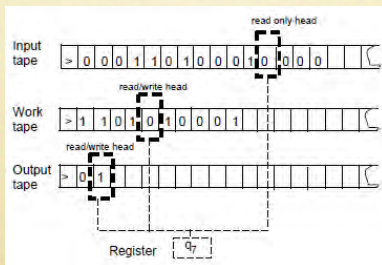 read only head
Input tape
> 0 0 0 1 1 0 1 0 0 0 1 0 0 0 0
read/write head
Work tape
> 1 1 0 1 0 1 0 0 0 1
read/write head
Output tape
> 0 1
Register q7